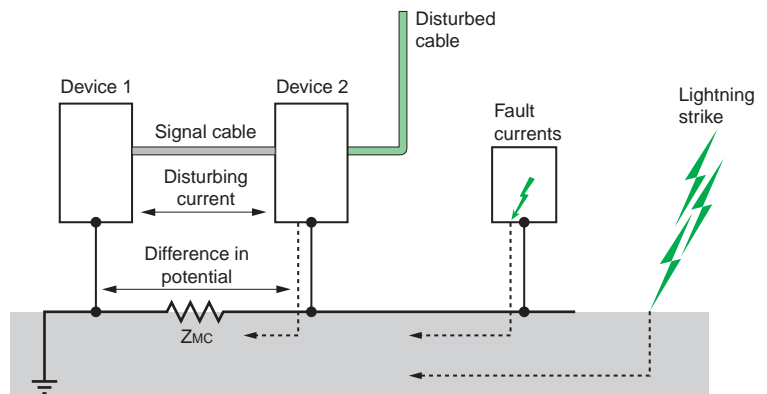 Disturbed
cable
Device 1
Device 2
Lightning
strike
Fault
currents
Signal cable
Disturbing
current
Difference in
potential
ZMC